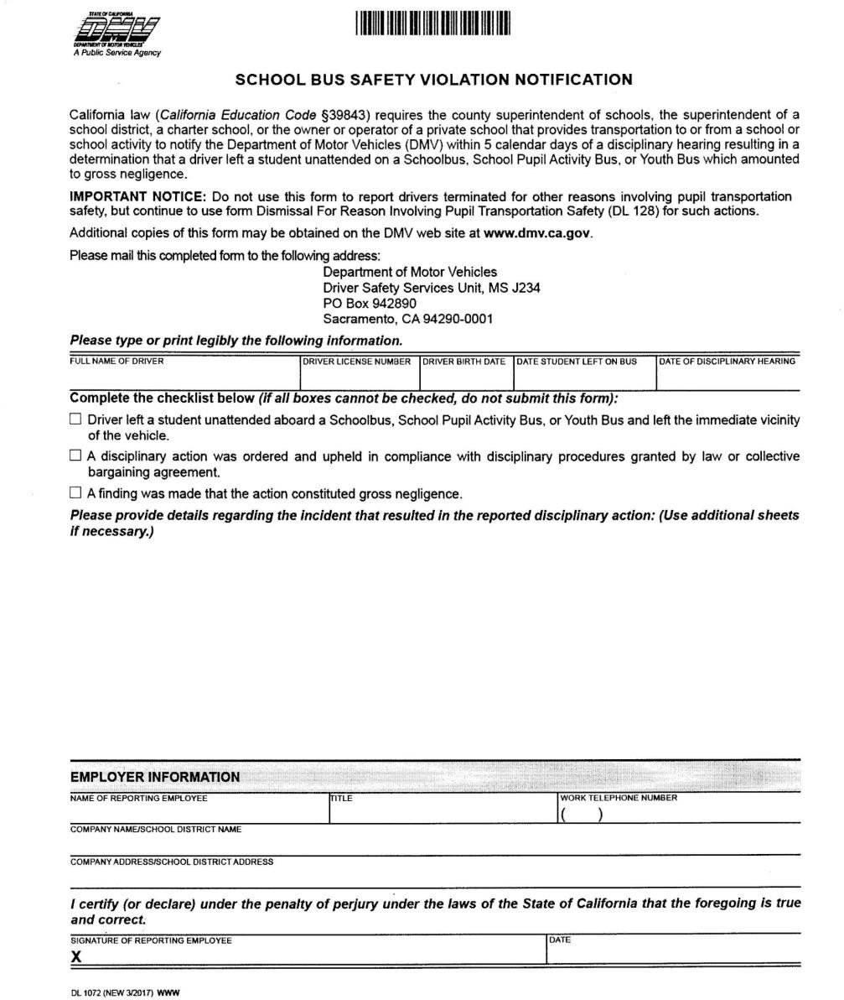 STATE OF CALIFORNIA
DMV
DEPARTMENT OF MOTOR VEHICLES
A Public Service Agency
SCHOOL BUS SAFETY VIOLATION NOTIFICATION
California law (California Education Code §39843) requires the county superintendent of schools, the superintendent of a
school district, a charter school, or the owner or operator of a private school that provides transportation to or from a school or
school activity to notify the Department of Motor Vehicles (DMV) within 5 calendar days of a disciplinary hearing resulting in a
determination that a driver left a student unattended on a Schoolbus, School Pupil Activity Bus, or Youth Bus which amounted
to gross negligence.
IMPORTANT NOTICE: Do not use this form to report drivers terminated for other reasons involving pupil transportation
safety, but continue to use form Dismissal For Reason Involving Pupil Transportation Safety (DL 128) for such actions.
Additional copies of this form may be obtained on the DMV web site at www.dmv.ca.gov.
Please mail this completed form to the following address:
Department of Motor Vehicles
Driver Safety Services Unit, MS J234
PO Box 942890
Sacramento, CA 94290-0001
Please type or print legibly the following information.
FULL NAME OF DRIVER DRIVER LICENSE NUMBER DRIVER BIRTH DATE DATE STUDENT LEFT ON BUS DATE OF DISCIPLINARY HEARING
Complete the checklist below (if all boxes cannot be checked, do not submit this form):
☐ Driver left a student unattended aboard a Schoolbus, School Pupil Activity Bus, or Youth Bus and left the immediate vicinity
of the vehicle.
☐ A disciplinary action was ordered and upheld in compliance with disciplinary procedures granted by law or collective
bargaining agreement.
☐ A finding was made that the action constituted gross negligence.
Please provide details regarding the incident that resulted in the reported disciplinary action: (Use additional sheets
if necessary.)
EMPLOYER INFORMATION
NAME OF REPORTING EMPLOYEE TITLE WORK TELEPHONE NUMBER
( )
COMPANY NAME/SCHOOL DISTRICT NAME
COMPANY ADDRESS/SCHOOL DISTRICT ADDRESS
I certify (or declare) under the penalty of perjury under the laws of the State of California that the foregoing is true
and correct.
SIGNATURE OF REPORTING EMPLOYEE DATE
X
DL 1072 (NEW 3/2017) WWW